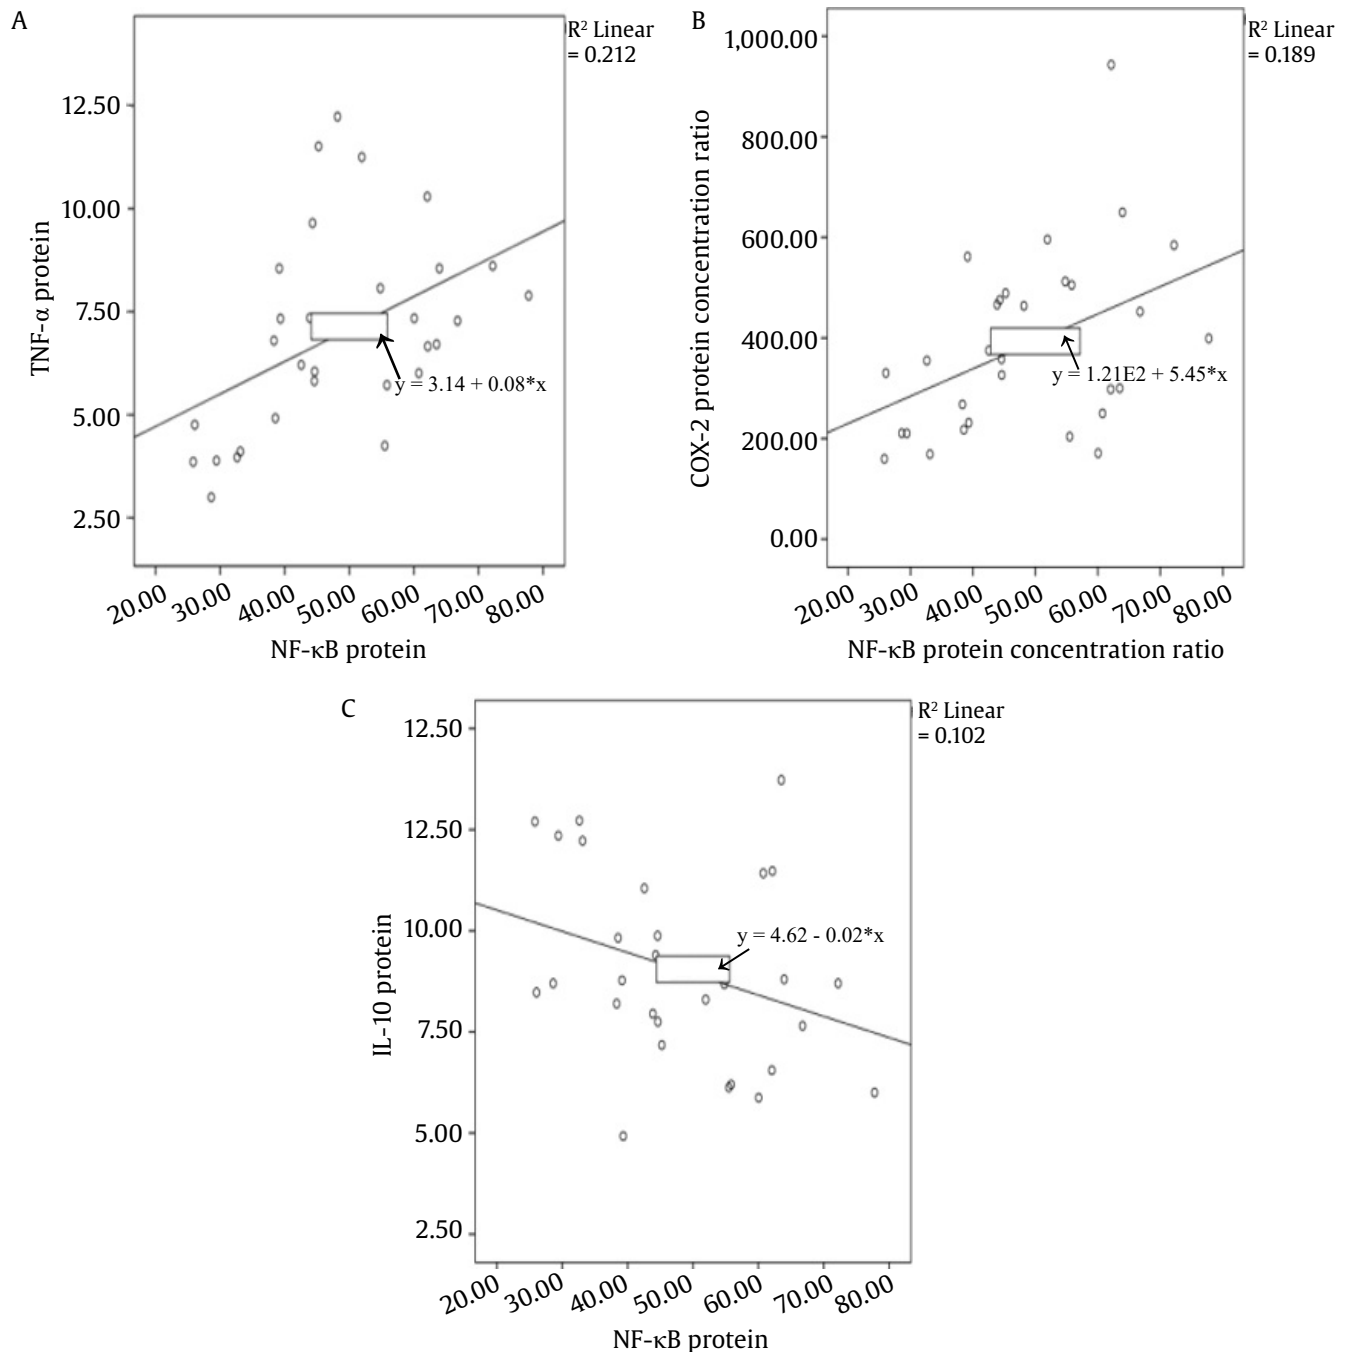 A
R² Linear
= 0.212
TNF-α protein
12.50
10.00
7.50
5.00
2.50
y = 3.14 + 0.08*x
20.00 30.00 40.00 50.00 60.00 70.00 80.00
NF-κB protein
B
R² Linear
= 0.189
COX-2 protein concentration ratio
1,000.00
800.00
600.00
400.00
200.00
0.00
y = 1.21E2 + 5.45*x
20.00 30.00 40.00 50.00 60.00 70.00 80.00
NF-κB protein concentration ratio
C
R² Linear
= 0.102
IL-10 protein
12.50
12.50
10.00
7.50
5.00
2.50
y = 4.62 - 0.02*x
20.00 30.00 40.00 50.00 60.00 70.00 80.00
NF-κB protein